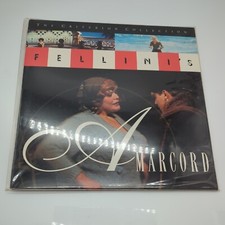 THE CRITERION COLLECTION
FELLINI'S
AMARCORD